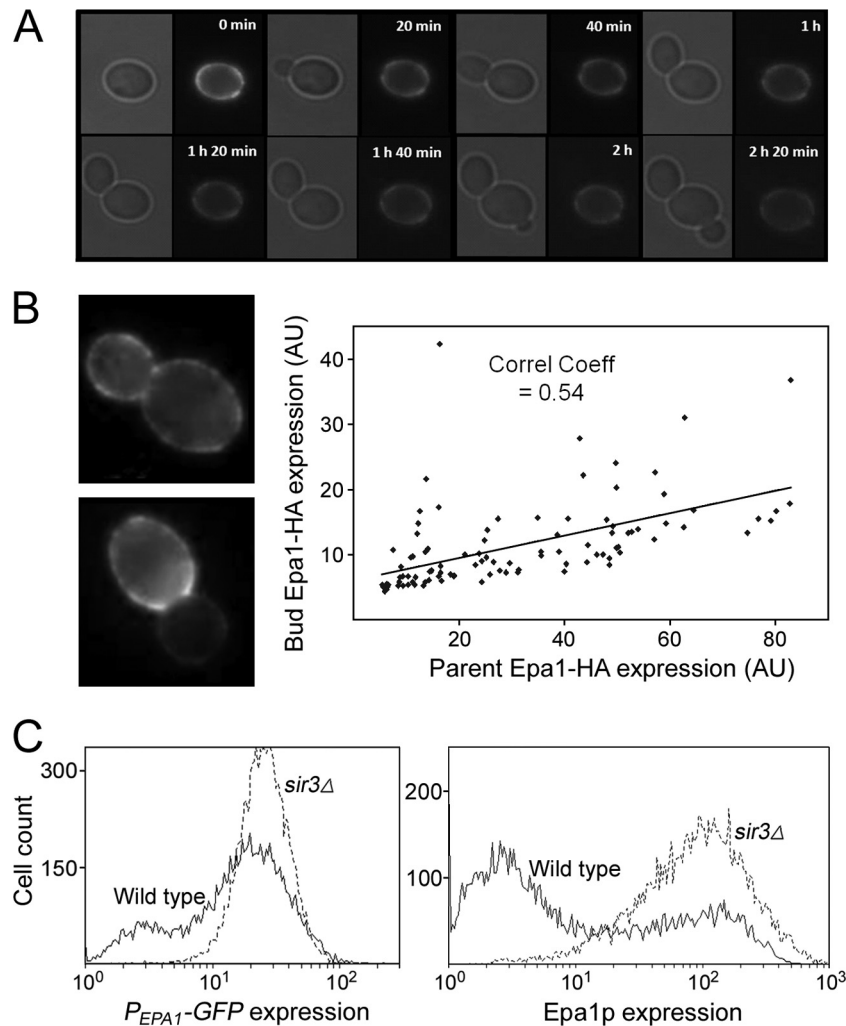 A
0 min
20 min
40 min
1 h
1 h 20 min
1 h 40 min
2 h
2 h 20 min
B
Bud Epa1-HA expression (AU)
40
30
20
10
Correl Coeff
= 0.54
20
40
60
80
Parent Epa1-HA expression (AU)
C
Cell count
300
150
sir3Δ
Wild type
10⁰
10¹
10²
P_EPA1-GFP expression
200
100
sir3Δ
Wild type
10⁰
10¹
10²
10³
Epa1p expression